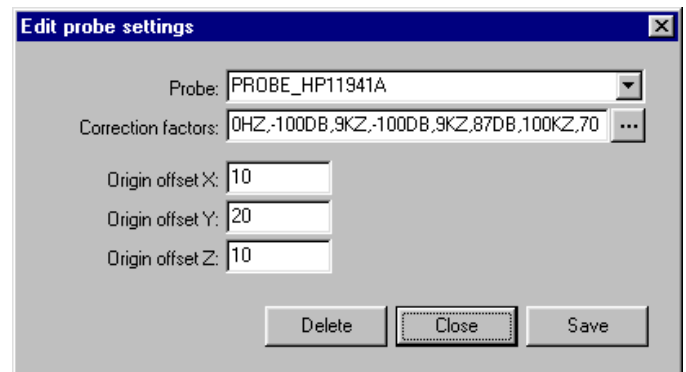 Edit probe settings
Probe: PROBE_HP11941A
Correction factors: 0HZ,-100DB,9KZ,-100DB,9KZ,87DB,100KZ,70 ...
Origin offset X: 10
Origin offset Y: 20
Origin offset Z: 10
Delete Close Save